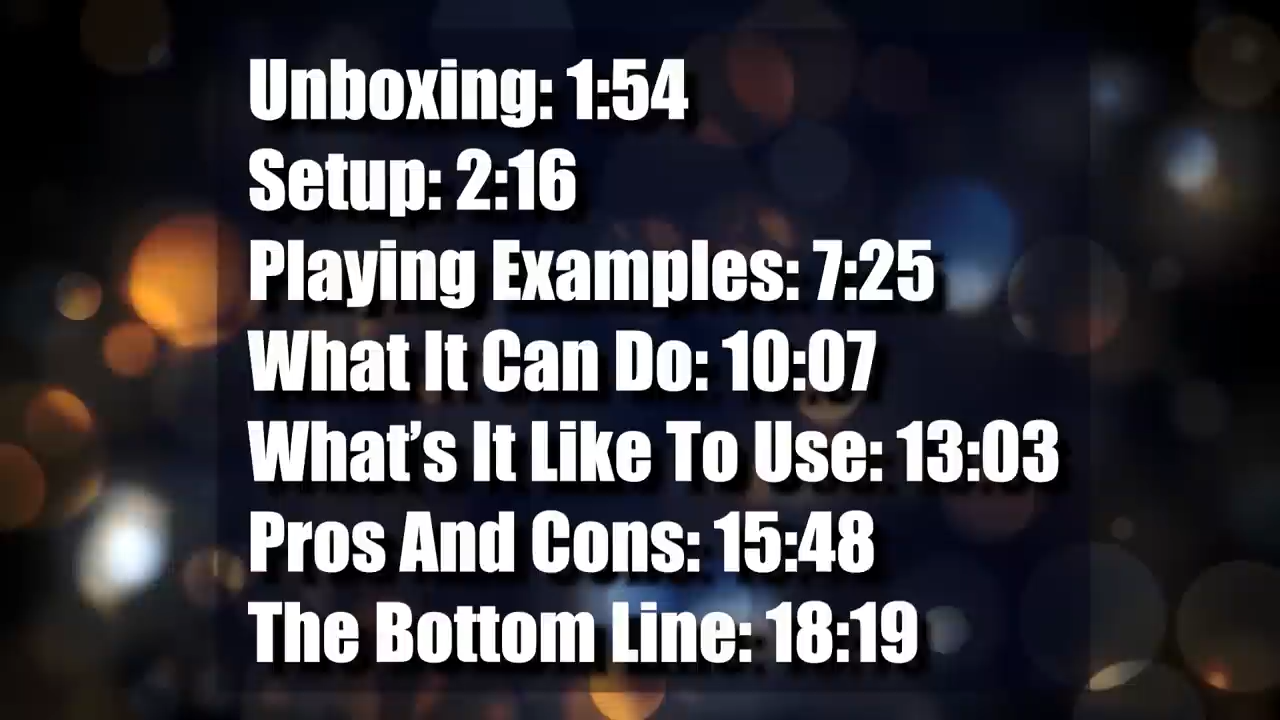 Unboxing: 1:54
Setup: 2:16
Playing Examples: 7:25
What It Can Do: 10:07
What’s It Like To Use: 13:03
Pros And Cons: 15:48
The Bottom Line: 18:19